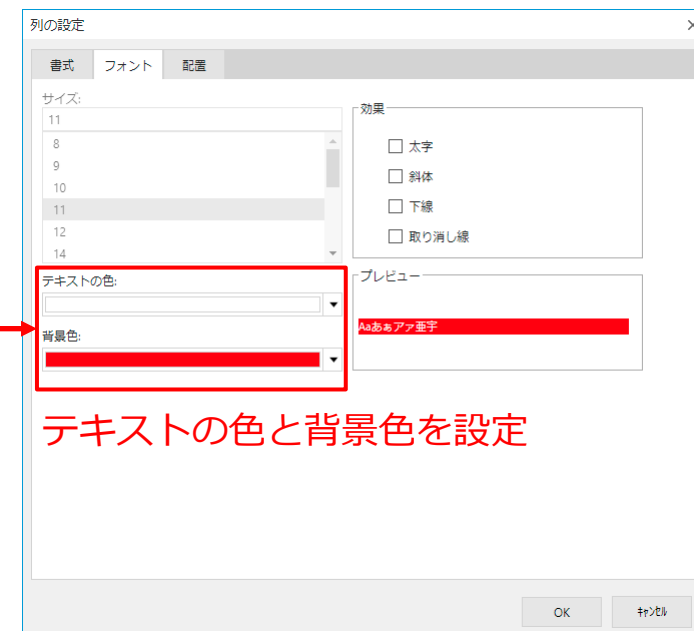 列の設定
書式 フォント 配置
サイズ:
11
8
9
10
11
12
14
効果
太字
斜体
下線
取り消し線
テキストの色:
背景色:
プレビュー
Aaあぁアァ亜宇
テキストの色と背景色を設定
OK ｷｬﾝｾﾙ